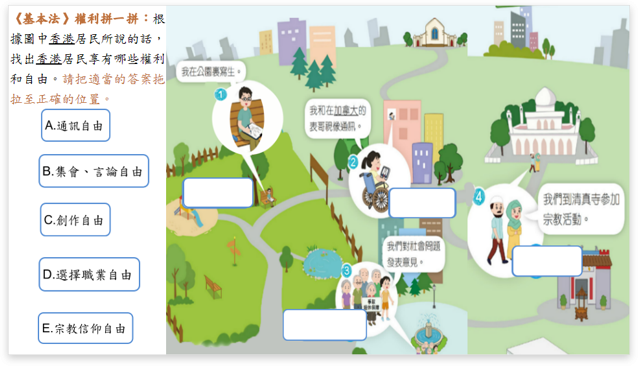 《基本法》權利拼一拼：根
據圖中香港居民所說的話，
找出香港居民享有哪些權利
和自由。請把適當的答案拖
拉至正確的位置。
A.通訊自由
B.集會、言論自由
C.創作自由
D.選擇職業自由
E.宗教信仰自由
我在公園裏寫生。
1
我和在加拿大的
表哥視像通訊。
2
我們對社會問題
發表意見。
3
我們到清真寺參加
宗教活動。
4